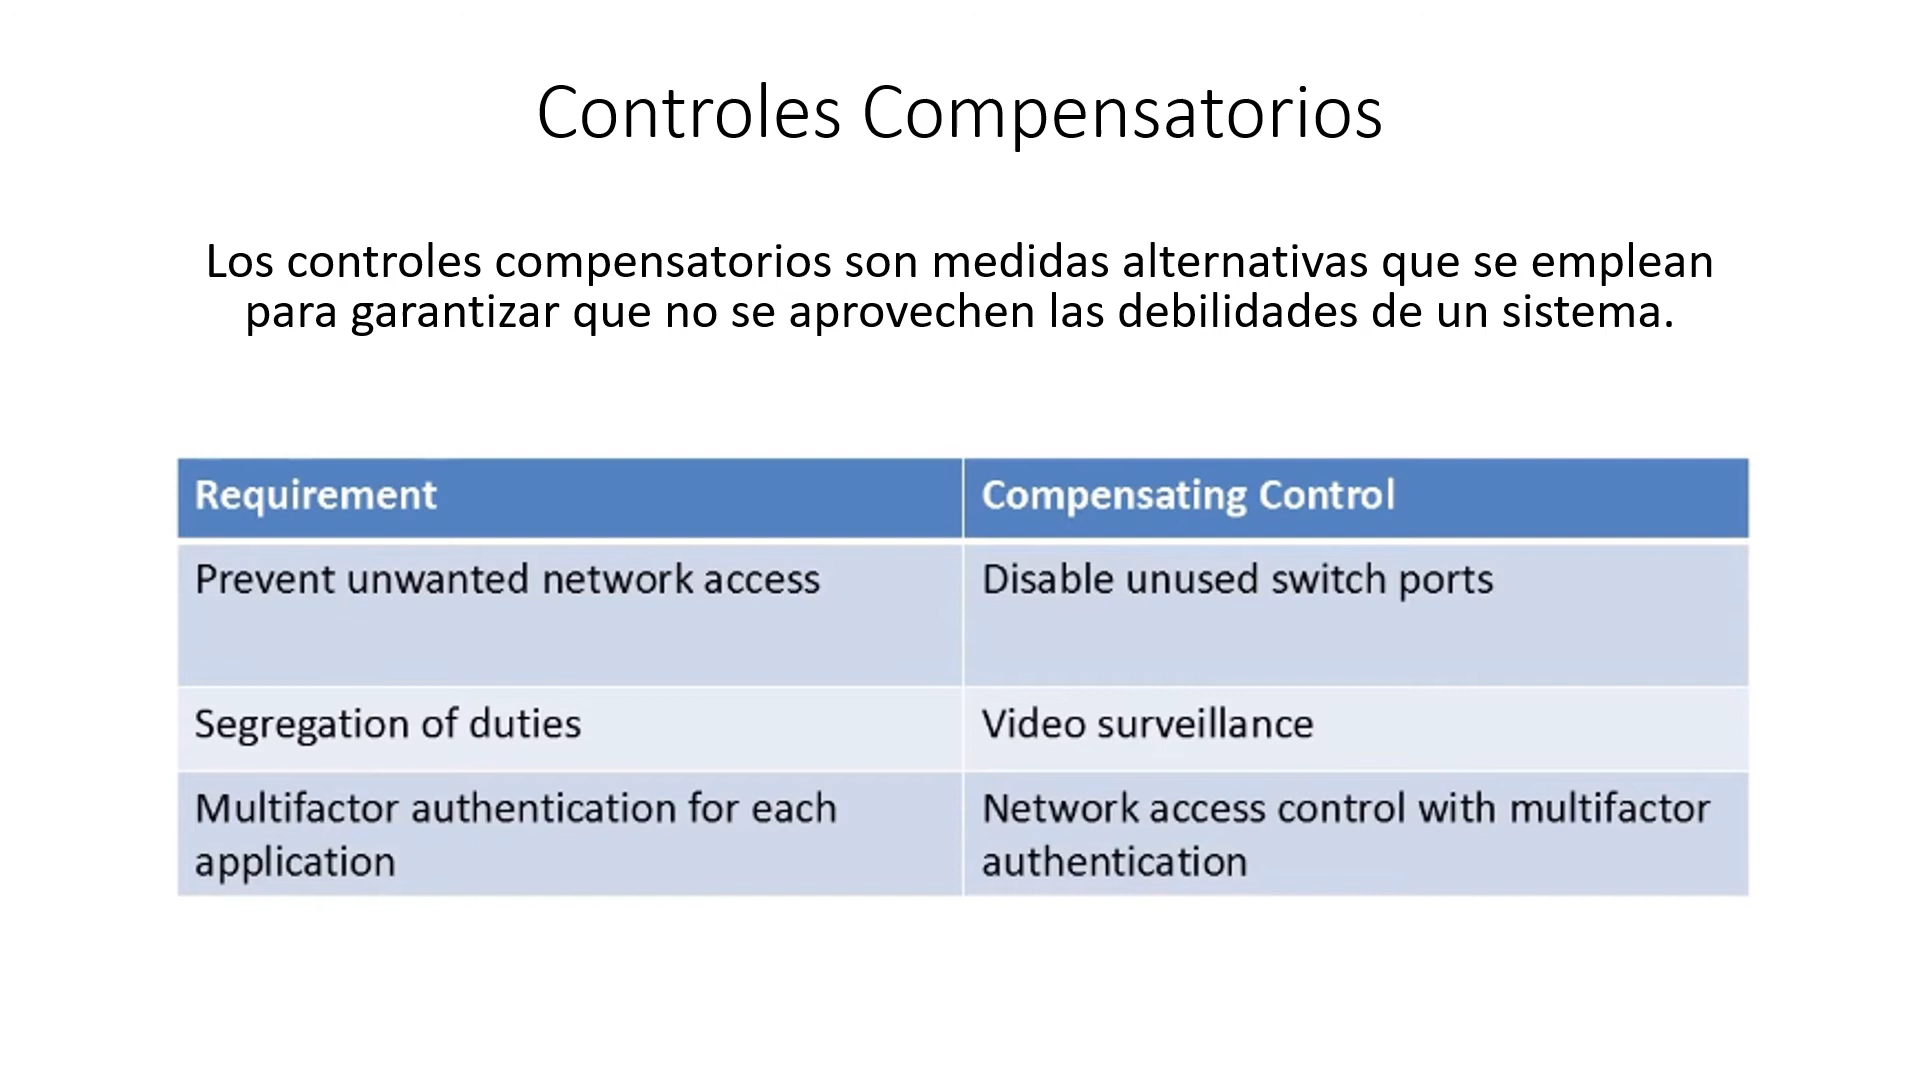 Controles Compensatorios
Los controles compensatorios son medidas alternativas que se emplean
para garantizar que no se aprovechen las debilidades de un sistema.
Requirement
Compensating Control
Prevent unwanted network access
Disable unused switch ports
Segregation of duties
Video surveillance
Multifactor authentication for each
application
Network access control with multifactor
authentication